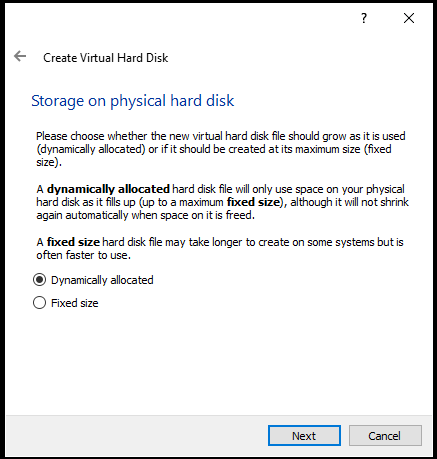 ?
Create Virtual Hard Disk
Storage on physical hard disk
Please choose whether the new virtual hard disk file should grow as it is used
(dynamically allocated) or if it should be created at its maximum size (fixed
size).
A dynamically allocated hard disk file will only use space on your physical
hard disk as it fills up (up to a maximum fixed size), although it will not shrink
again automatically when space on it is freed.
A fixed size hard disk file may take longer to create on some systems but is
often faster to use.
Dynamically allocated
Fixed size
Next Cancel